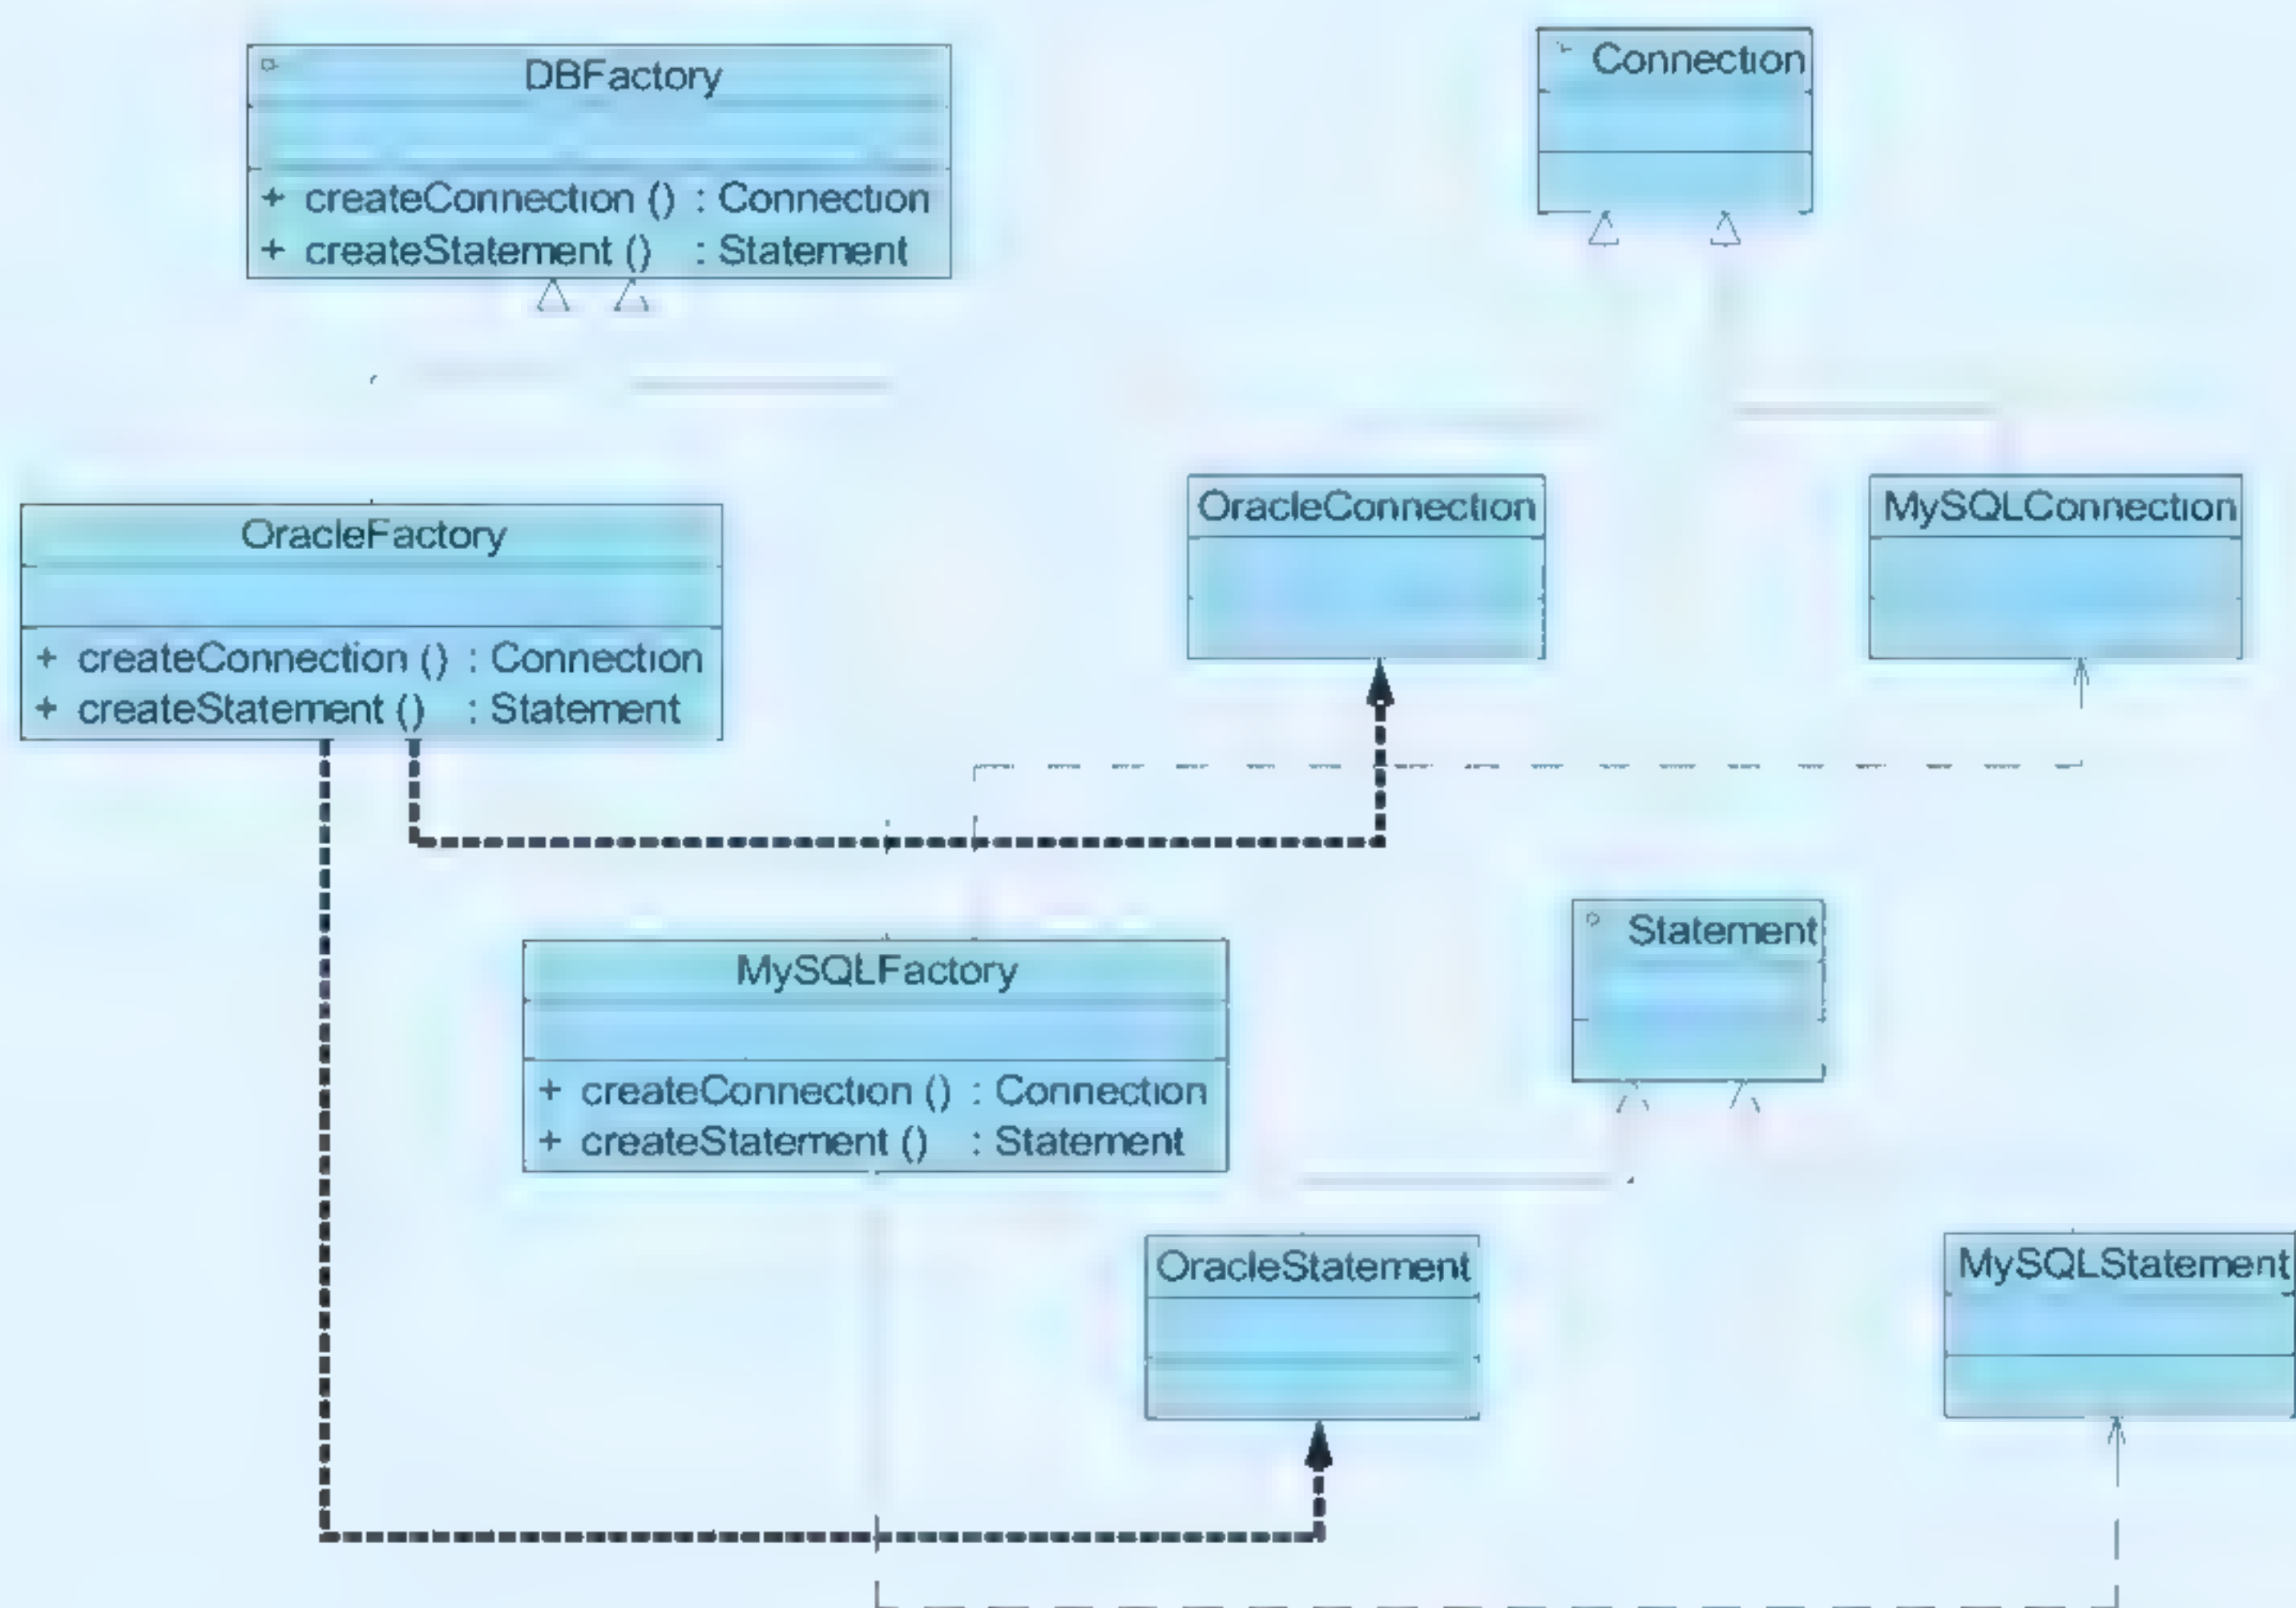 DBFactory
+ createConnection () : Connection
+ createStatement () : Statement
Connection
OracleFactory
+ createConnection () : Connection
+ createStatement () : Statement
OracleConnection
MySQLConnection
MySQLFactory
+ createConnection () : Connection
+ createStatement () : Statement
Statement
OracleStatement
MySQLStatement